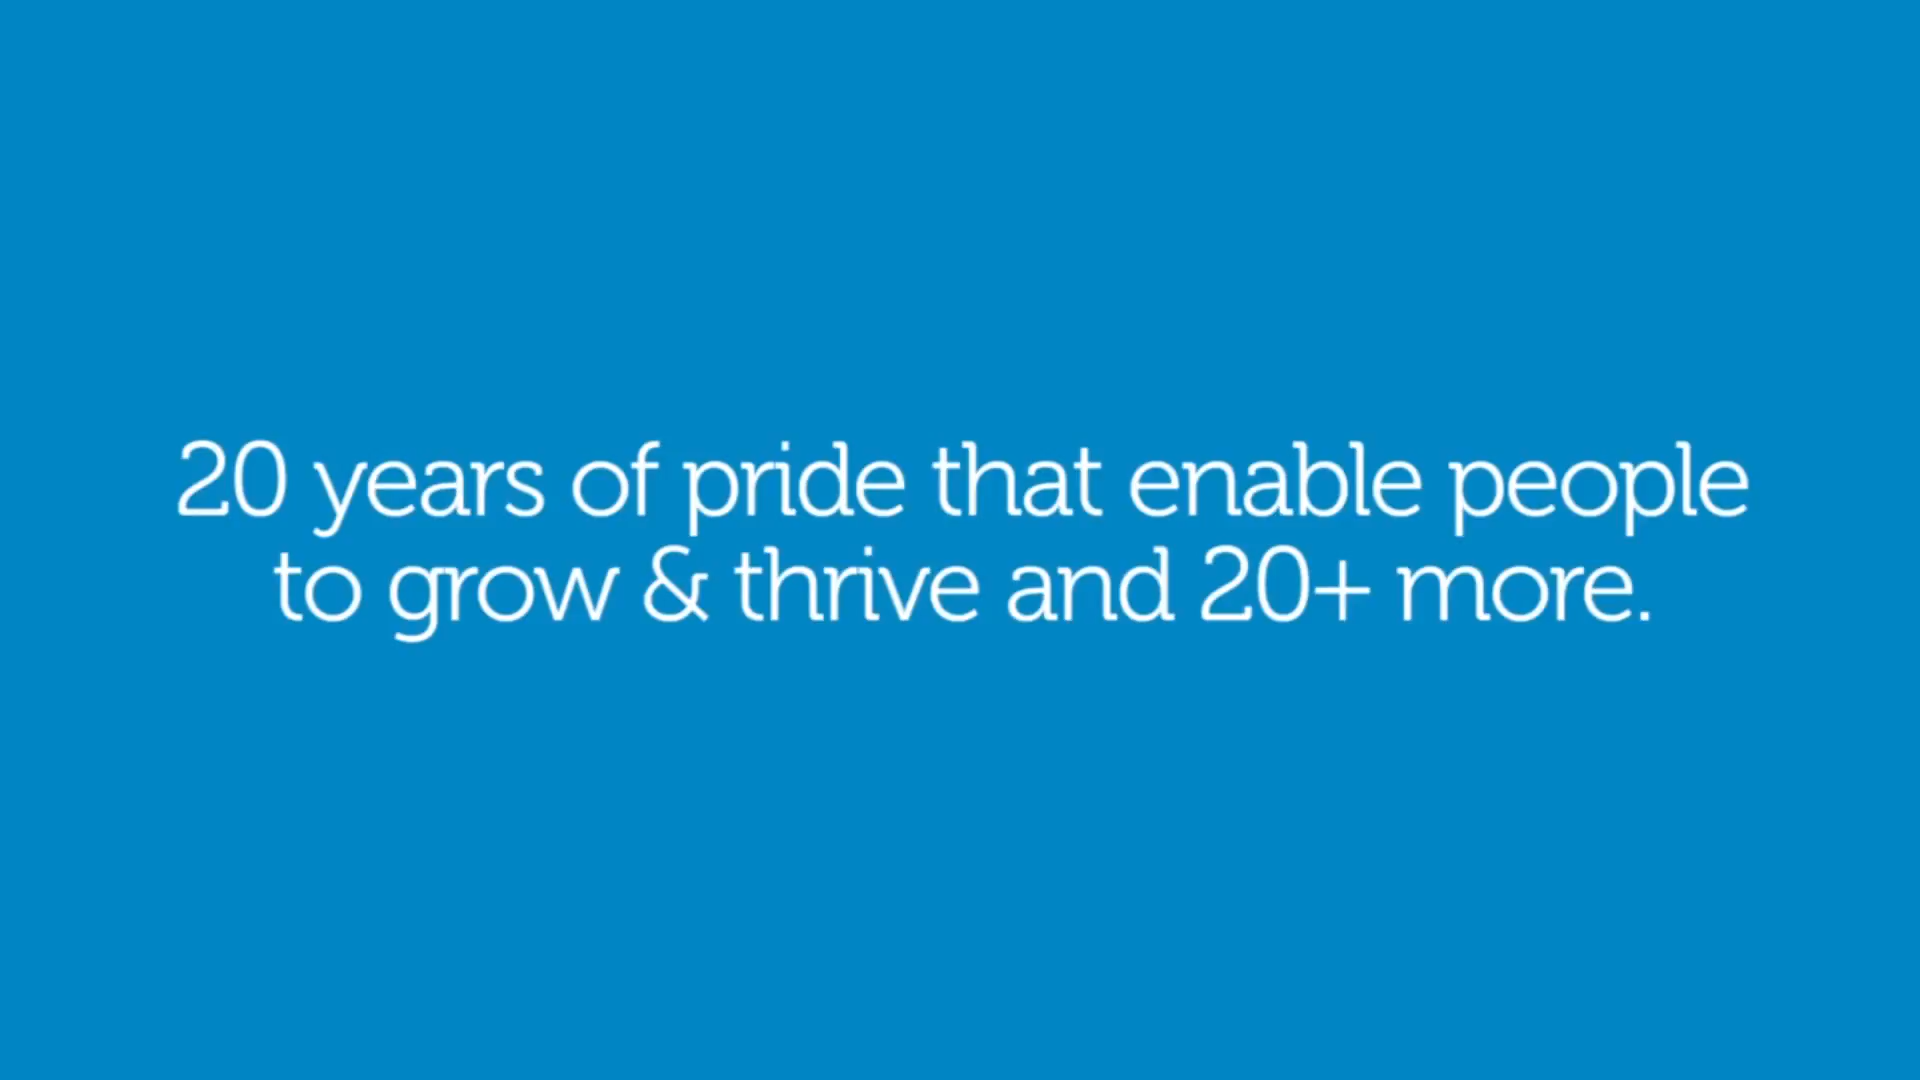 20 years of pride that enable people
to grow & thrive and 20+ more.